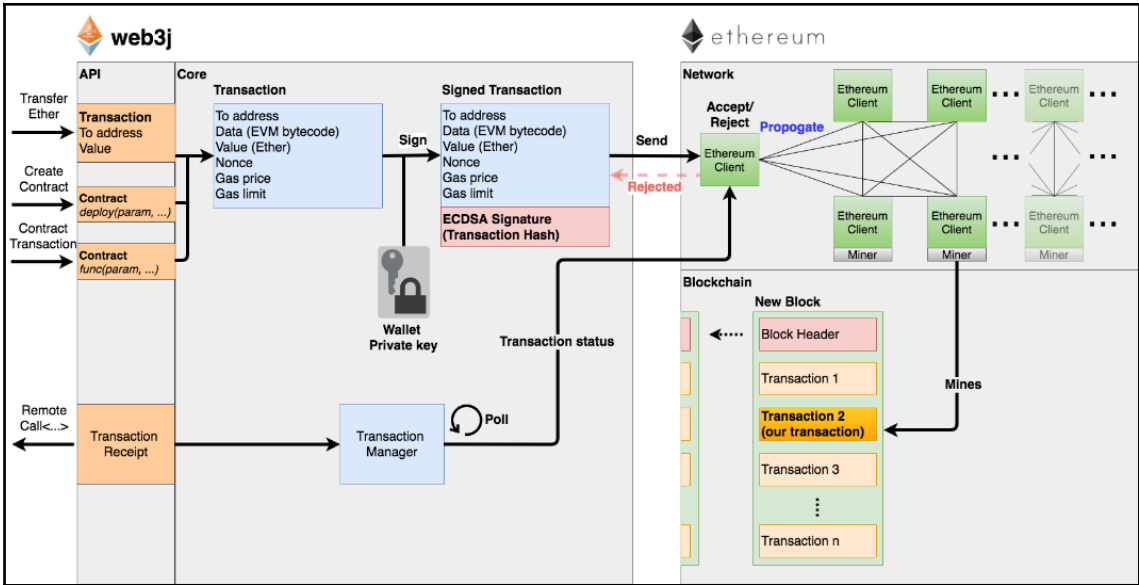 web3j
ethereum
API
Core
Network
Transfer
Ether
Transaction
To address
Value
Create
Contract
Contract
deploy(param, ...)
Contract
Transaction
Contract
func(param, ...)
Transaction
To address
Data (EVM bytecode)
Value (Ether)
Nonce
Gas price
Gas limit
Sign
Wallet
Private key
Signed Transaction
To address
Data (EVM bytecode)
Value (Ether)
Nonce
Gas price
Gas limit
ECDSA Signature
(Transaction Hash)
Send
Rejected
Accept/
Reject
Propogate
Ethereum
Client
Ethereum
Client
Ethereum
Client
Ethereum
Client
Ethereum
Client
Miner
Ethereum
Client
Miner
Ethereum
Client
Miner
Transaction status
Remote
Call<...>
Transaction
Receipt
Transaction
Manager
Poll
Blockchain
New Block
Block Header
Transaction 1
Transaction 2
(our transaction)
Transaction 3
Transaction n
Mines